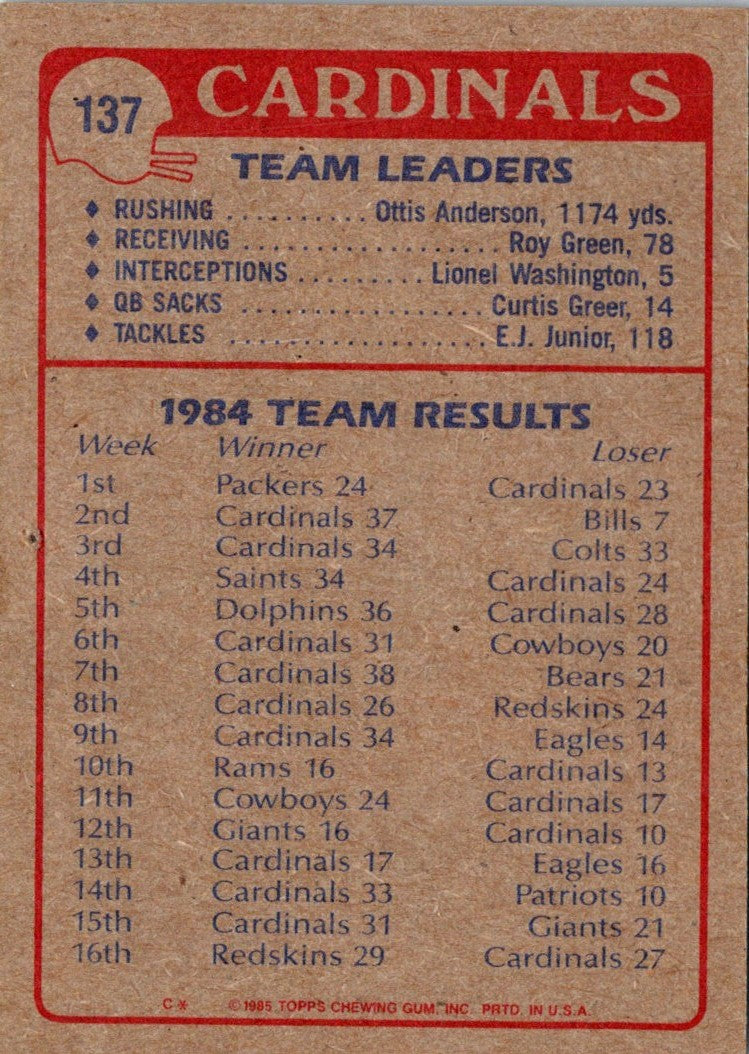 137 CARDINALS
TEAM LEADERS
♦ RUSHING .......... Ottis Anderson, 1174 yds.
♦ RECEIVING .................... Roy Green, 78
♦ INTERCEPTIONS ......... Lionel Washington, 5
♦ QB SACKS ................... Curtis Greer, 14
♦ TACKLES .................... E.J. Junior, 118
1984 TEAM RESULTS
Week Winner Loser
1st Packers 24 Cardinals 23
2nd Cardinals 37 Bills 7
3rd Cardinals 34 Colts 33
4th Saints 34 Cardinals 24
5th Dolphins 36 Cardinals 28
6th Cardinals 31 Cowboys 20
7th Cardinals 38 Bears 21
8th Cardinals 26 Redskins 24
9th Cardinals 34 Eagles 14
10th Rams 16 Cardinals 13
11th Cowboys 24 Cardinals 17
12th Giants 16 Cardinals 10
13th Cardinals 17 Eagles 16
14th Cardinals 33 Patriots 10
15th Cardinals 31 Giants 21
16th Redskins 29 Cardinals 27
C* © 1985 TOPPS CHEWING GUM, INC. PRTD. IN U.S.A.